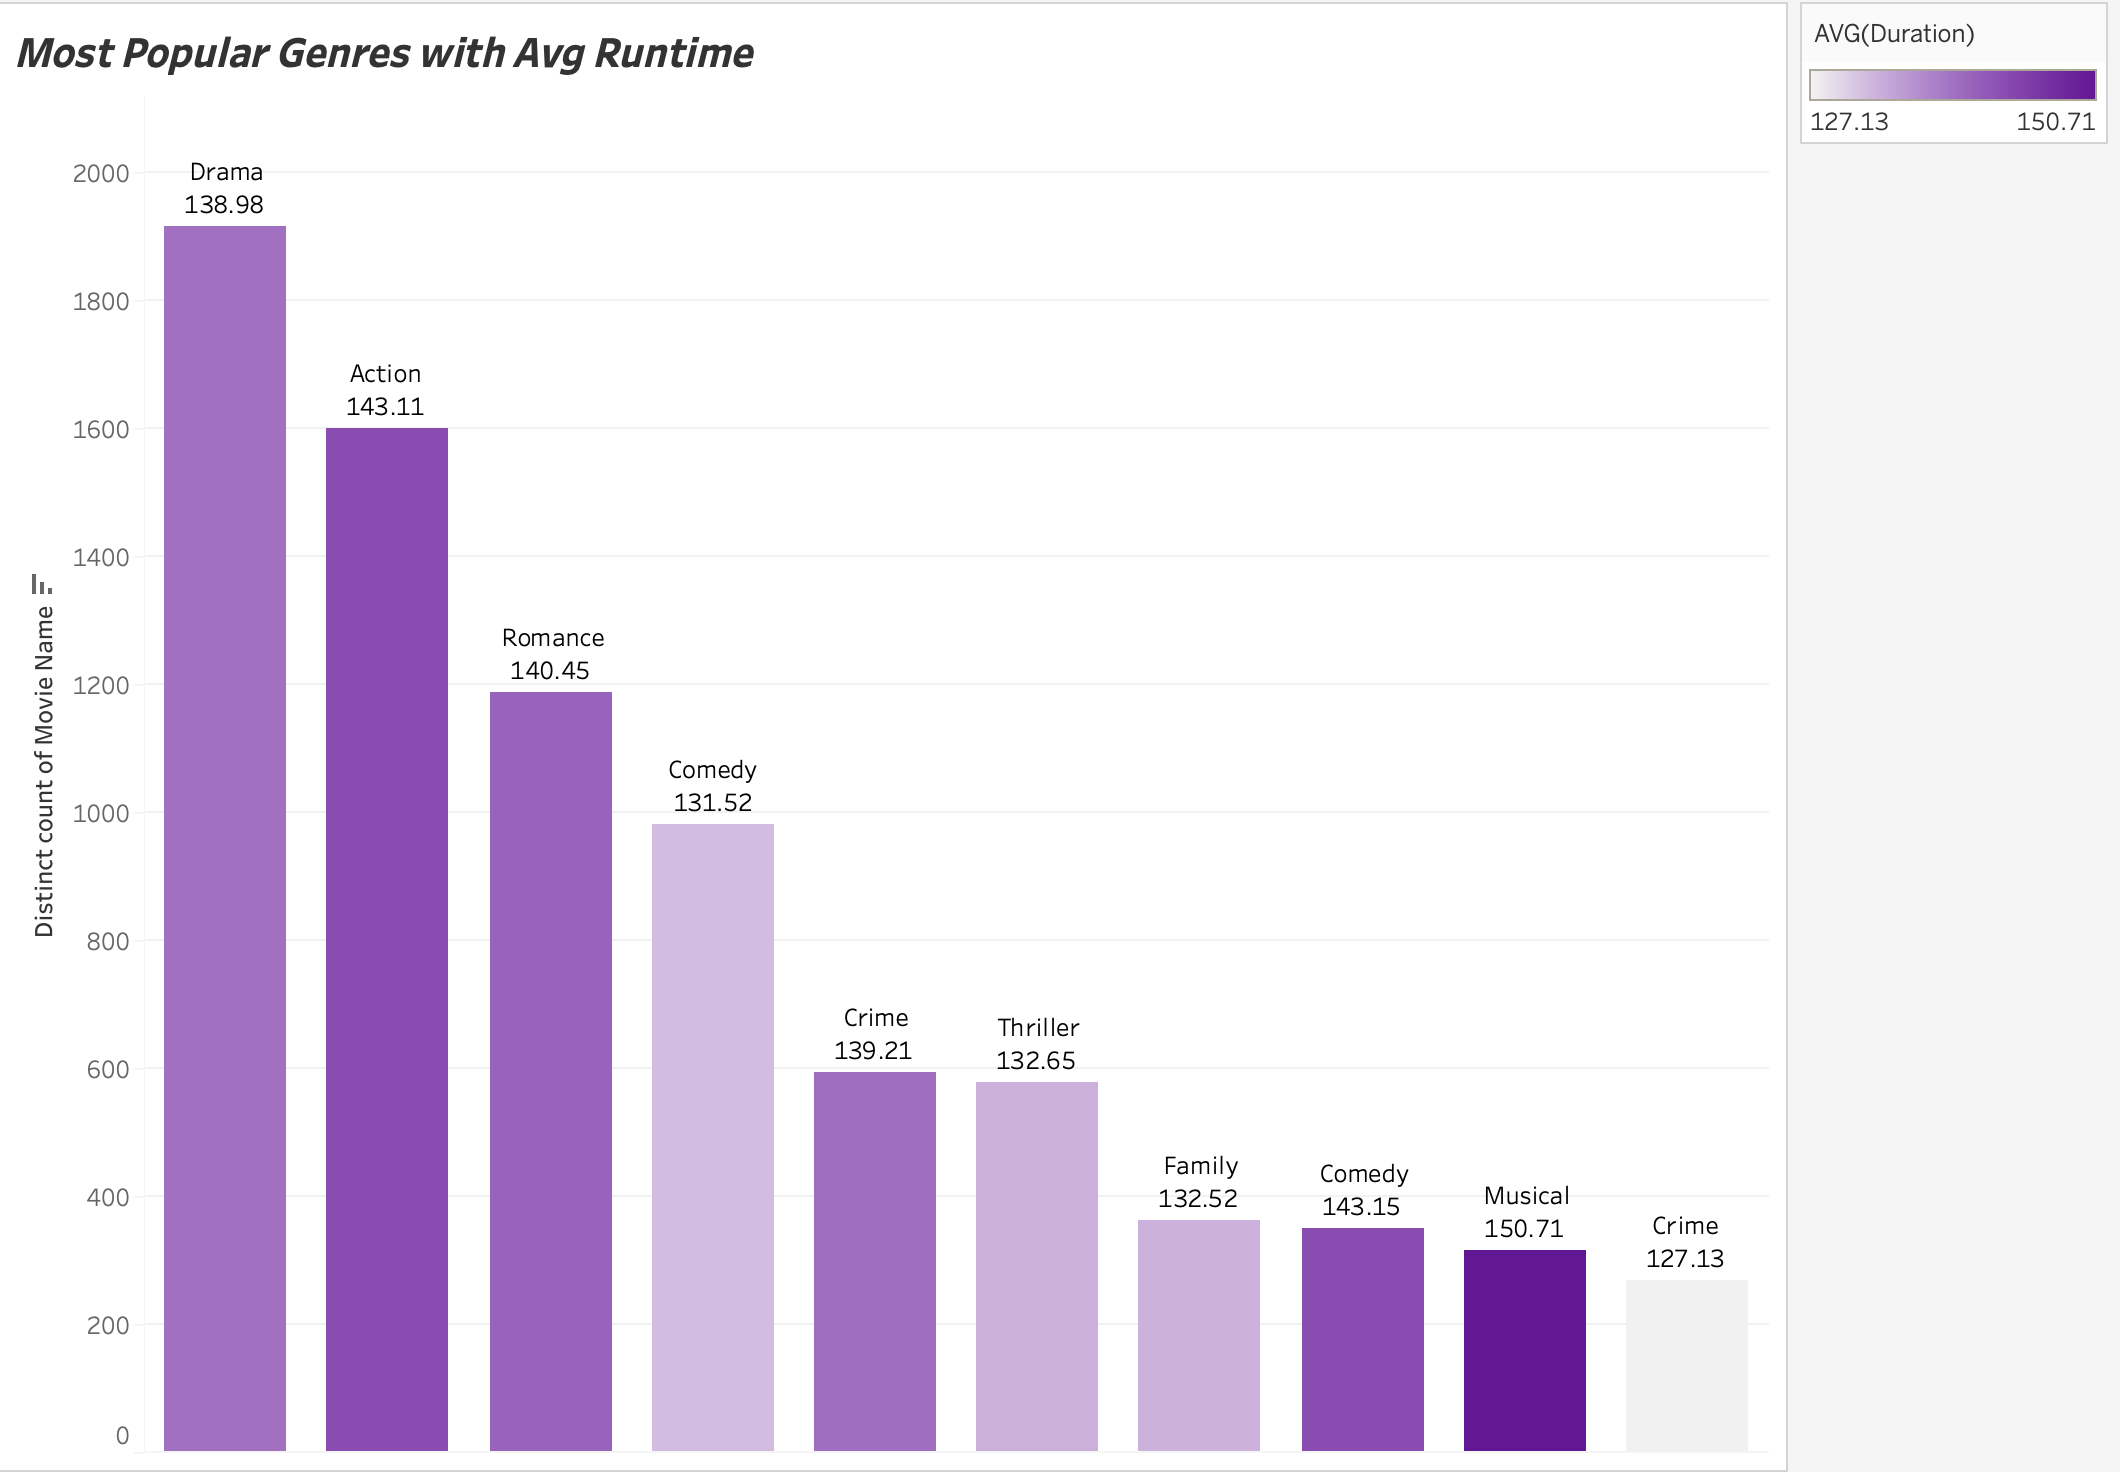 Most Popular Genres with Avg Runtime
AVG(Duration)
127.13 150.71
Distinct count of Movie Name
2000
1800
1600
1400
1200
1000
800
600
400
200
0
Drama
138.98
Action
143.11
Romance
140.45
Comedy
131.52
Crime
139.21
Thriller
132.65
Family
132.52
Comedy
143.15
Musical
150.71
Crime
127.13